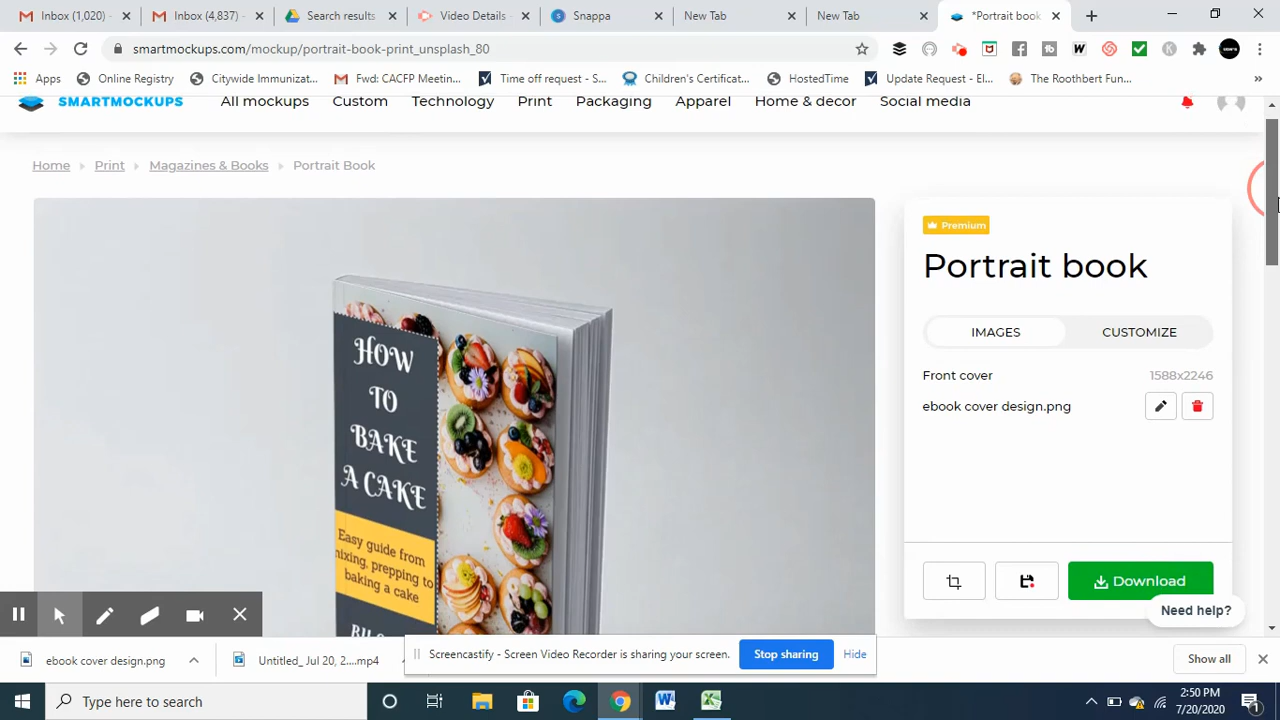 Inbox (1,020)
Inbox (4,837)
Search results
Video Details -
Snappa
New Tab
New Tab
*Portrait book
smartmockups.com/mockup/portrait-book-print_unsplash_80
Apps
Online Registry
Citywide Immunizat...
Fwd: CACFP Meetin...
Time off request - S...
Children's Certificat...
HostedTime
Update Request - El...
The Roothbert Fun...
»
SMARTMOCKUPS
All mockups
Custom
Technology
Print
Packaging
Apparel
Home & decor
Social media
Home
Print
Magazines & Books
Portrait Book
Premium
Portrait book
IMAGES
CUSTOMIZE
Front cover
1588x2246
ebook cover design.png
Download
Need help?
HOW
TO
BAKE
A CAKE
Easy guide from
mixing, prepping to
baking a cake
Screencastify - Screen Video Recorder is sharing your screen.
Stop sharing
Hide
ebook cover design.png
Untitled_ Jul 20, 2....mp4
Show all
Type here to search
2:50 PM
7/20/2020